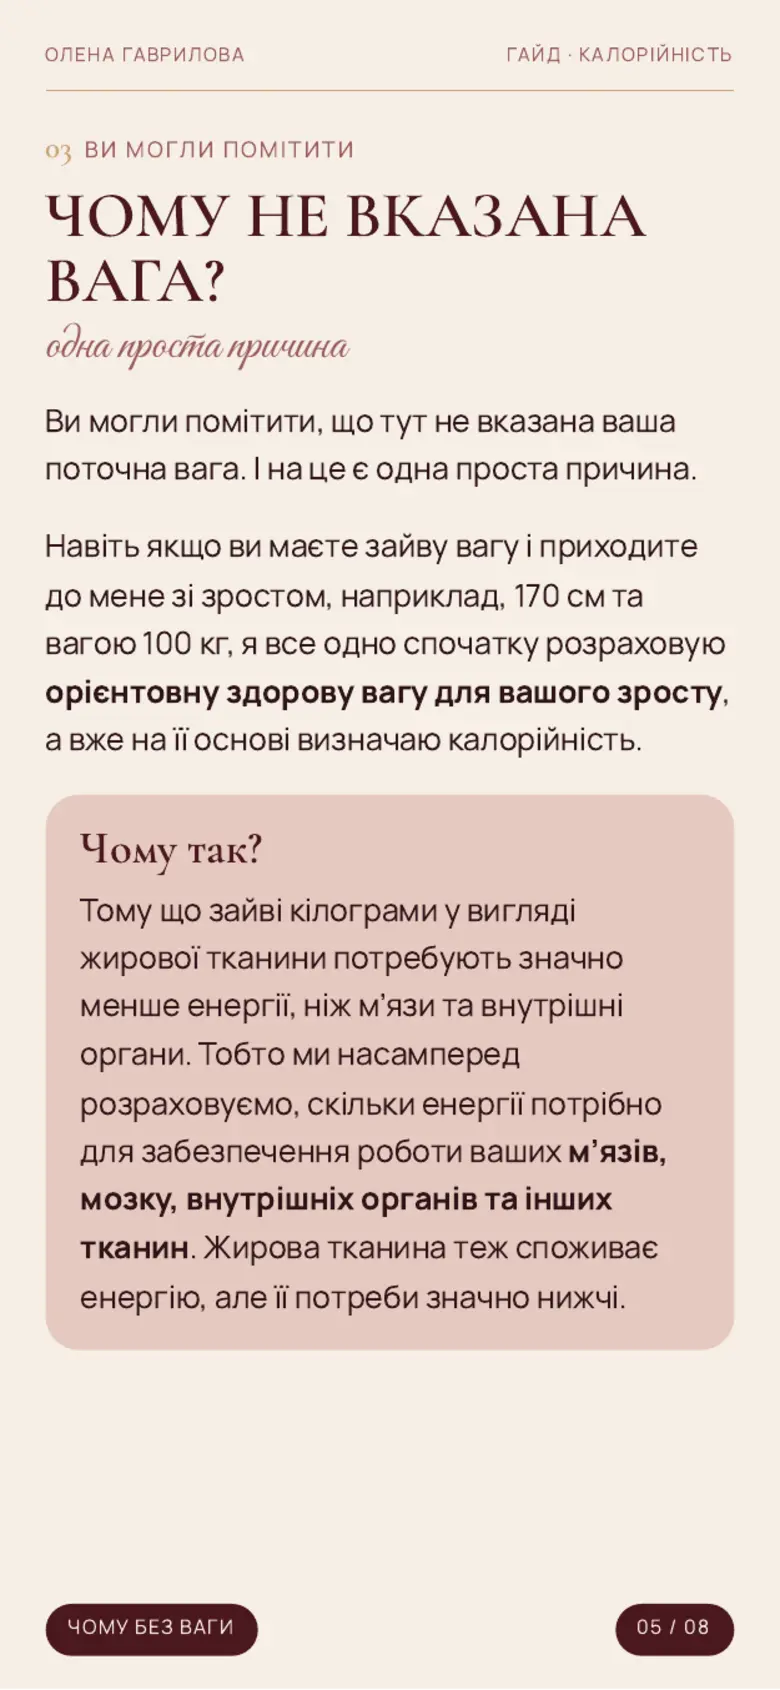 ОЛЕНА ГАВРИЛОВА
ГАЙД · КАЛОРІЙНІСТЬ
03 ВИ МОГЛИ ПОМІТИТИ
ЧОМУ НЕ ВКАЗАНА
ВАГА?
одна проста причина
Ви могли помітити, що тут не вказана ваша
поточна вага. І на це є одна проста причина.
Навіть якщо ви маєте зайву вагу і приходите
до мене зі зростом, наприклад, 170 см та
вагою 100 кг, я все одно спочатку розраховую
орієнтовну здорову вагу для вашого зросту,
а вже на її основі визначаю калорійність.
Чому так?
Тому що зайві кілограми у вигляді
жирової тканини потребують значно
менше енергії, ніж м’язи та внутрішні
органи. Тобто ми насамперед
розраховуємо, скільки енергії потрібно
для забезпечення роботи ваших м’язів,
мозку, внутрішніх органів та інших
тканин. Жирова тканина теж споживає
енергію, але її потреби значно нижчі.
ЧОМУ БЕЗ ВАГИ
05 / 08